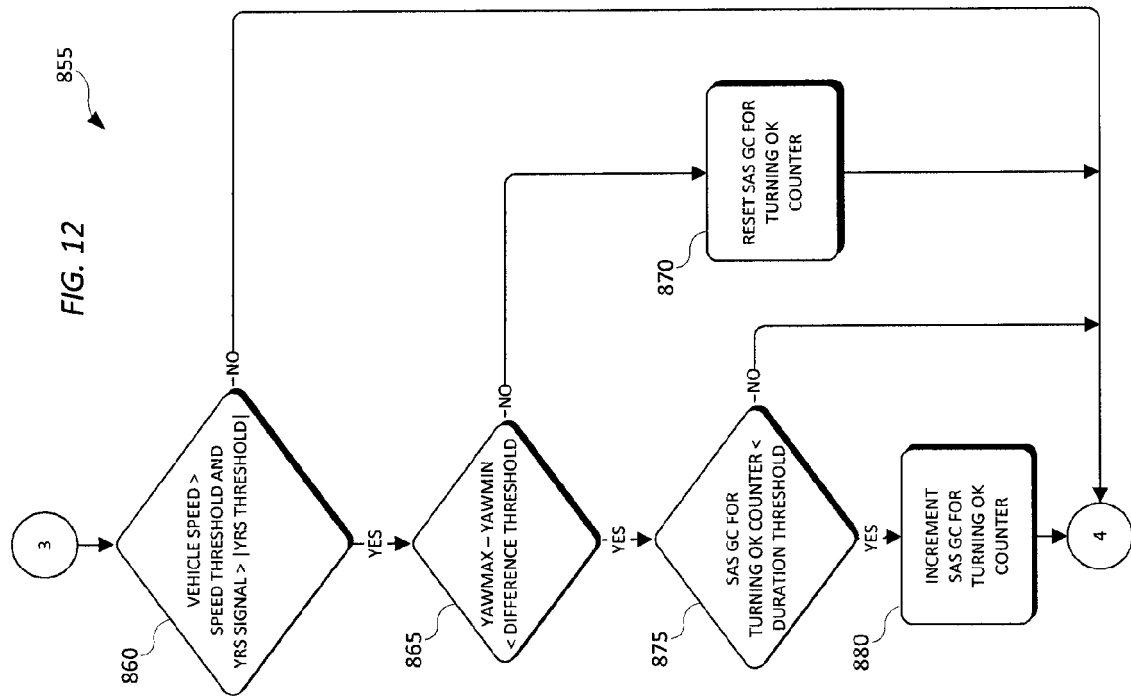 FIG. 12
855
3
VEHICLE SPEED >
SPEED THRESHOLD AND
YRS SIGNAL > |YRS THRESHOLD|
860
NO
YES
YAWMAX – YAWMIN
< DIFFERENCE THRESHOLD
865
NO
YES
RESET SAS GC FOR
TURNING OK
COUNTER
870
SAS GC FOR
TURNING OK COUNTER <
DURATION THRESHOLD
875
NO
YES
INCREMENT
SAS GC FOR
TURNING OK
COUNTER
880
4